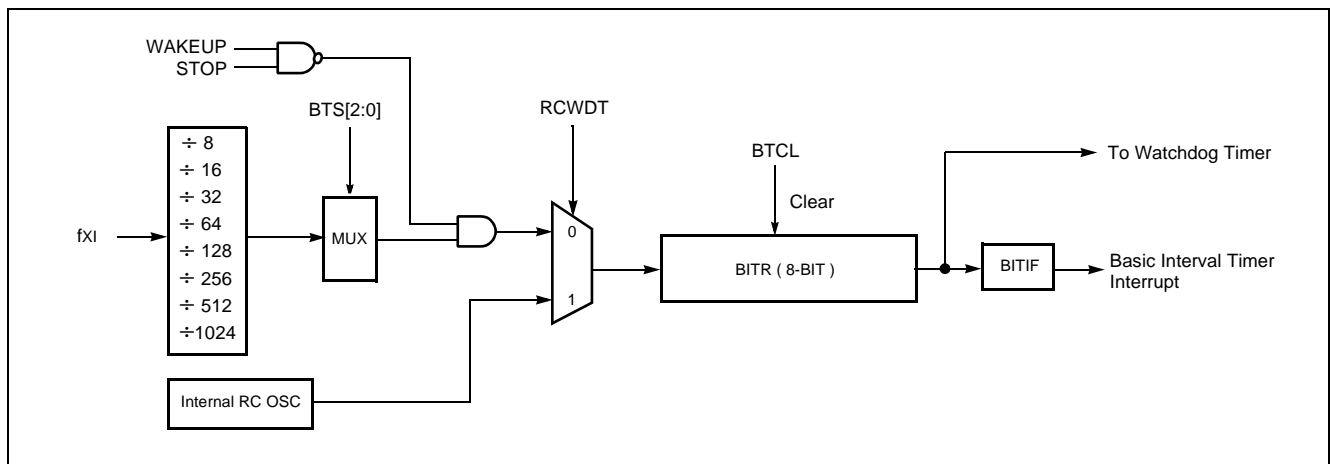 WAKEUP
STOP
BTS[2:0]
RCWDT
÷ 8
÷ 16
÷ 32
÷ 64
÷ 128
÷ 256
÷ 512
÷1024
fXI
MUX
0
1
BTCL
Clear
BITR ( 8-BIT )
To Watchdog Timer
BITIF
Basic Interval Timer
Interrupt
Internal RC OSC